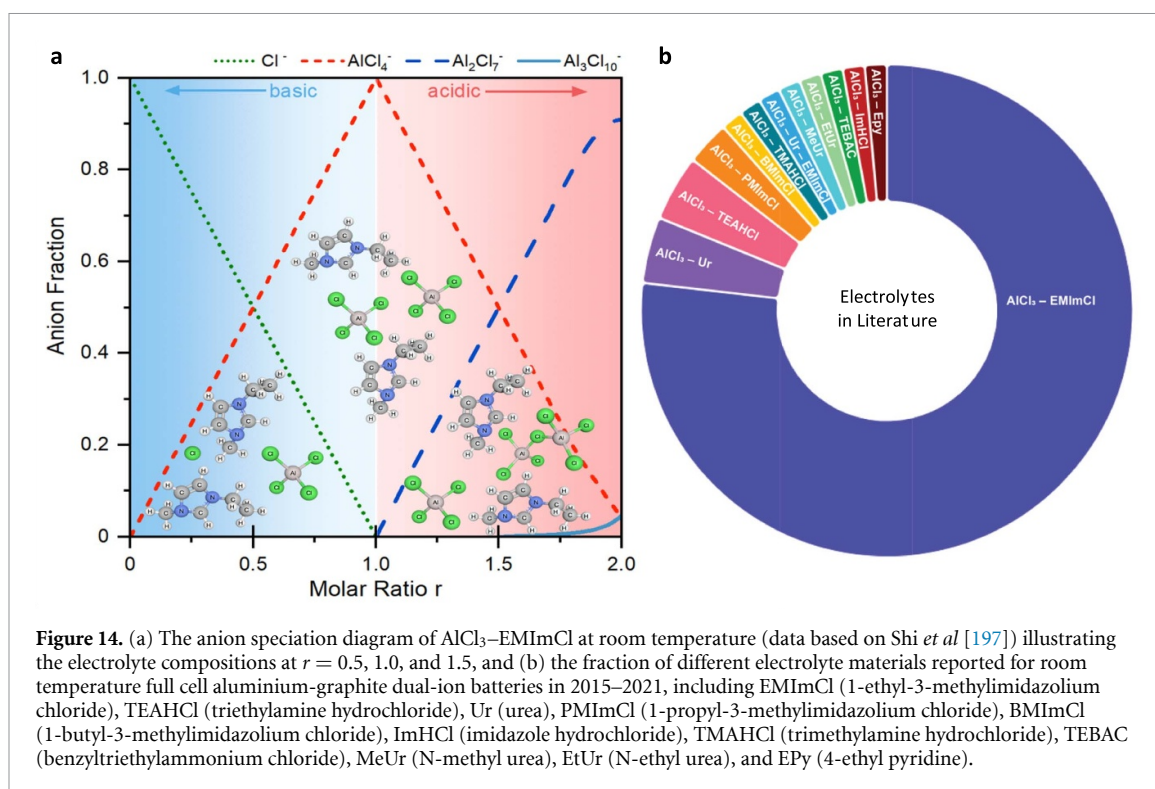 a
Cl⁻ AlCl₄⁻ Al₂Cl₇⁻ Al₃Cl₁₀⁻
1.0
0.8
0.6
0.4
0.2
0
basic
acidic
Anion Fraction
0 0.5 1.0 1.5 2.0
Molar Ratio r
b
AlCl₃ – Ur
AlCl₃ – TEAHCl
AlCl₃ – PMImCl
AlCl₃ – BMImCl
AlCl₃ – TMAHCl
AlCl₃ – Ur – EMImCl
AlCl₃ – MeUr
AlCl₃ – EtUr
AlCl₃ – TEBAC
AlCl₃ – ImHCl
AlCl₃ – Epy
AlCl₃ – EMImCl
Electrolytes
in Literature
Figure 14. (a) The anion speciation diagram of AlCl₃–EMImCl at room temperature (data based on Shi et al [197]) illustrating
the electrolyte compositions at r = 0.5, 1.0, and 1.5, and (b) the fraction of different electrolyte materials reported for room
temperature full cell aluminium-graphite dual-ion batteries in 2015–2021, including EMImCl (1-ethyl-3-methylimidazolium
chloride), TEAHCl (triethylamine hydrochloride), Ur (urea), PMImCl (1-propyl-3-methylimidazolium chloride), BMImCl
(1-butyl-3-methylimidazolium chloride), ImHCl (imidazole hydrochloride), TMAHCl (trimethylamine hydrochloride), TEBAC
(benzyltriethylammonium chloride), MeUr (N-methyl urea), EtUr (N-ethyl urea), and EPy (4-ethyl pyridine).